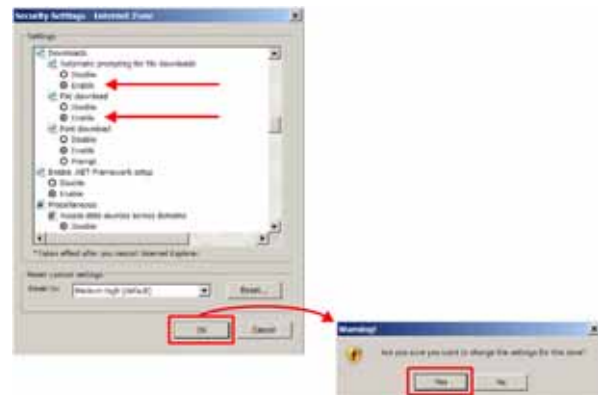 Security Settings - Internet Zone
Settings
Downloads
Automatic prompting for file downloads
Disable
Enable
File download
Disable
Enable
Font download
Disable
Enable
Prompt
Enable .NET Framework setup
Disable
Enable
Miscellaneous
Access data sources across domains
Disable
*Takes effect after you restart Internet Explorer
Reset custom settings
Reset to:
Medium-high (default)
Reset...
OK
Cancel
Warning!
Are you sure you want to change the settings for this zone?
Yes
No